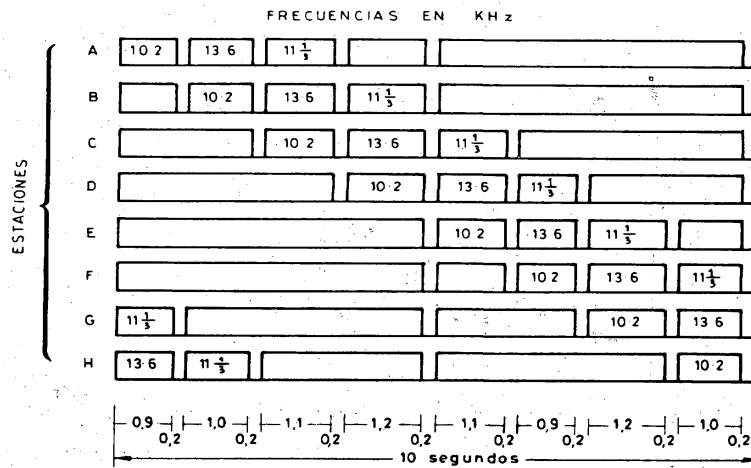 FRECUENCIAS EN KHz
ESTACIONES
A 10·2 13·6 11 1/3
B 10·2 13·6 11 1/3
C 10·2 13·6 11 1/3
D 10·2 13·6 11 1/3
E 10·2 13·6 11 1/3
F 10·2 13·6 11 1/3
G 11 1/3 10·2 13·6
H 13·6 11 1/3 10·2
0,9 1,0 1,1 1,2 1,1 0,9 1,2 1,0
0,2 0,2 0,2 0,2 0,2 0,2 0,2 0,2
10 segundos